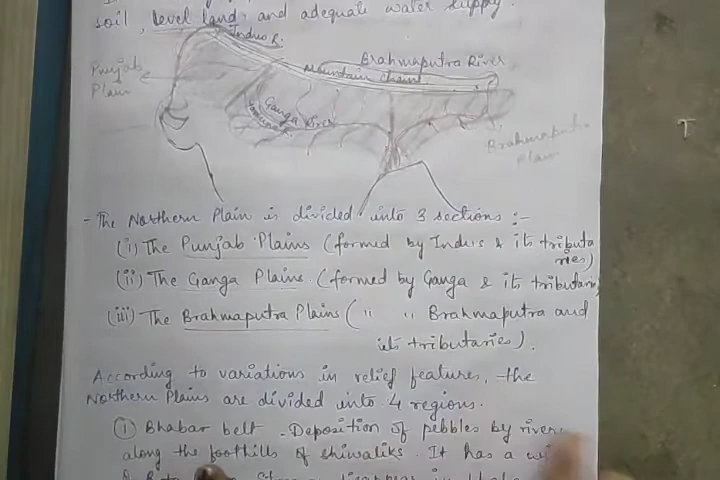 soil, level land, and adequate water supply.
Indus R.
Brahmaputra River
Punjab
Plain
Mountain Chains
Ganga River
Yamuna R.
Brahmaputra
Plain
- The Northern Plain is divided into 3 sections :-
(i) The Punjab Plains (formed by Indus & its tributa
ries)
(ii) The Ganga Plains (formed by Ganga & its tributaries
(iii) The Brahmaputra Plains ( " " Brahmaputra and
its tributaries).
According to variations in relief features, the
Northern Plains are divided into 4 regions.
① Bhabar belt - Deposition of pebbles by rivers
along the foothills of shiwaliks. It has a